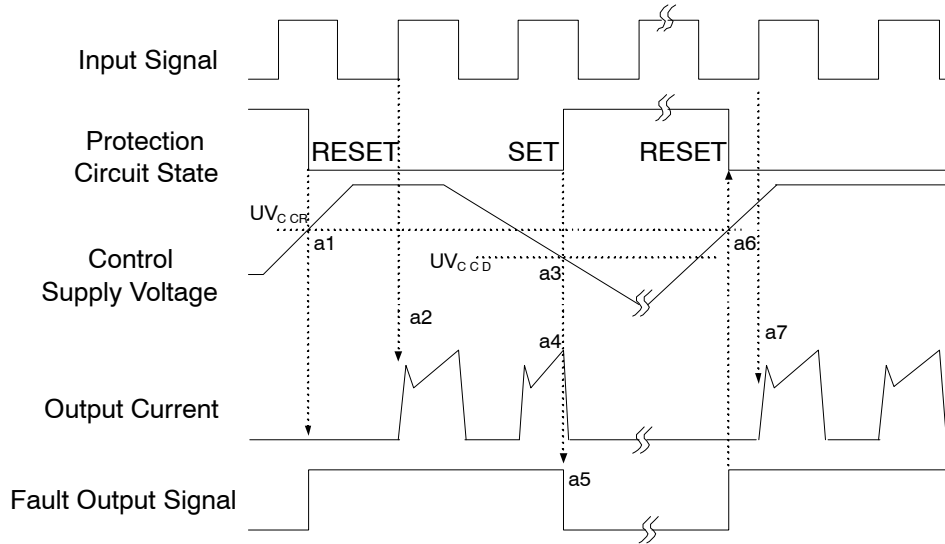 Input Signal
Protection
Circuit State
RESET
SET
RESET
UVCCR
a1
a6
Control
Supply Voltage
UVCCD
a3
a2
a4
a7
Output Current
a5
Fault Output Signal